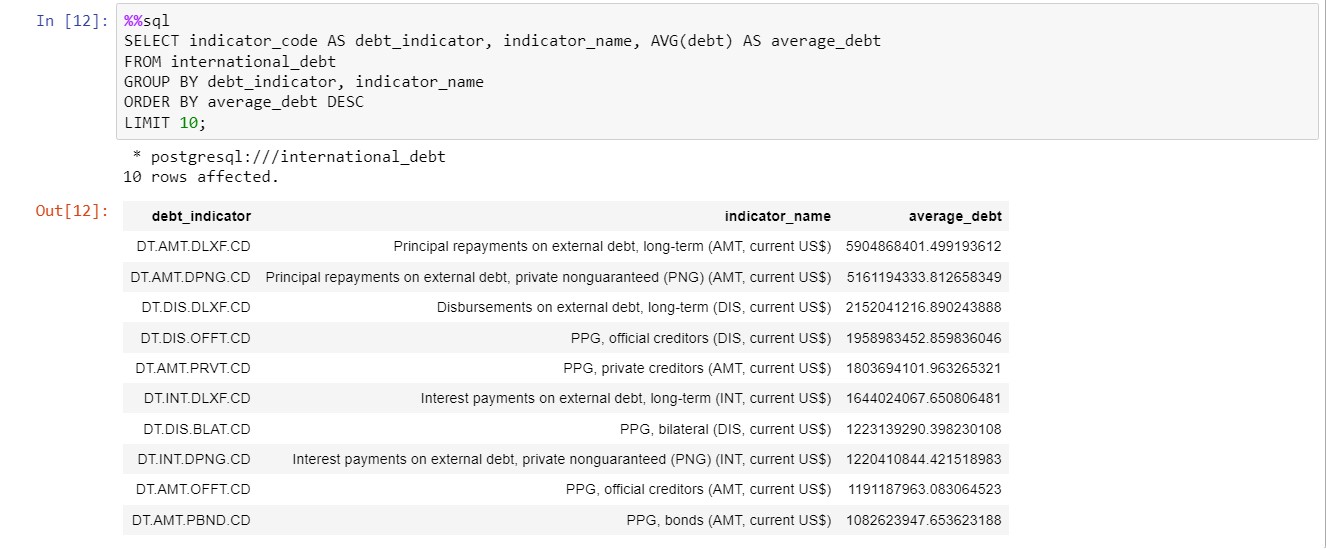 In [12]: %%sql
SELECT indicator_code AS debt_indicator, indicator_name, AVG(debt) AS average_debt
FROM international_debt
GROUP BY debt_indicator, indicator_name
ORDER BY average_debt DESC
LIMIT 10;
* postgresql:///international_debt
10 rows affected.
Out[12]:
debt_indicator indicator_name average_debt
DT.AMT.DLXF.CD Principal repayments on external debt, long-term (AMT, current US$) 5904868401.499193612
DT.AMT.DPNG.CD Principal repayments on external debt, private nonguaranteed (PNG) (AMT, current US$) 5161194333.812658349
DT.DIS.DLXF.CD Disbursements on external debt, long-term (DIS, current US$) 2152041216.890243888
DT.DIS.OFFT.CD PPG, official creditors (DIS, current US$) 1958983452.859836046
DT.AMT.PRVT.CD PPG, private creditors (AMT, current US$) 1803694101.963265321
DT.INT.DLXF.CD Interest payments on external debt, long-term (INT, current US$) 1644024067.650806481
DT.DIS.BLAT.CD PPG, bilateral (DIS, current US$) 1223139290.398230108
DT.INT.DPNG.CD Interest payments on external debt, private nonguaranteed (PNG) (INT, current US$) 1220410844.421518983
DT.AMT.OFFT.CD PPG, official creditors (AMT, current US$) 1191187963.083064523
DT.AMT.PBND.CD PPG, bonds (AMT, current US$) 1082623947.653623188